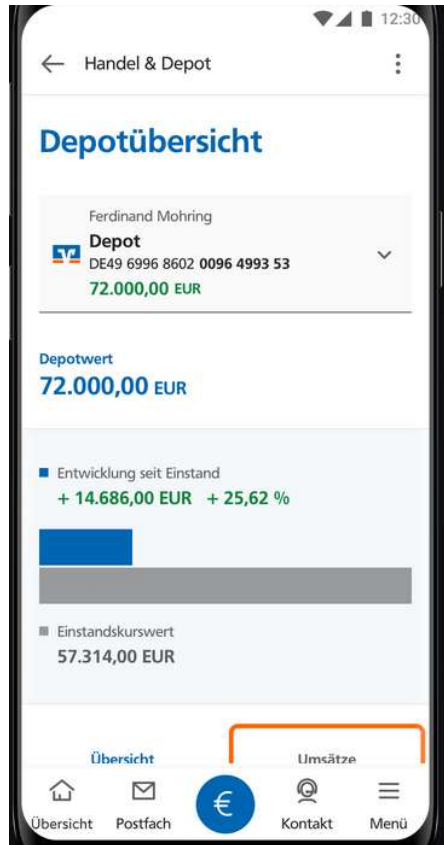 12:30
Handel & Depot
Depotübersicht
Ferdinand Mohring
Depot
DE49 6996 8602 0096 4993 53
72.000,00 EUR
Depotwert
72.000,00 EUR
Entwicklung seit Einstand
+ 14.686,00 EUR + 25,62 %
Einstandskurswert
57.314,00 EUR
Übersicht Umsätze
€
Übersicht Postfach Kontakt Menü